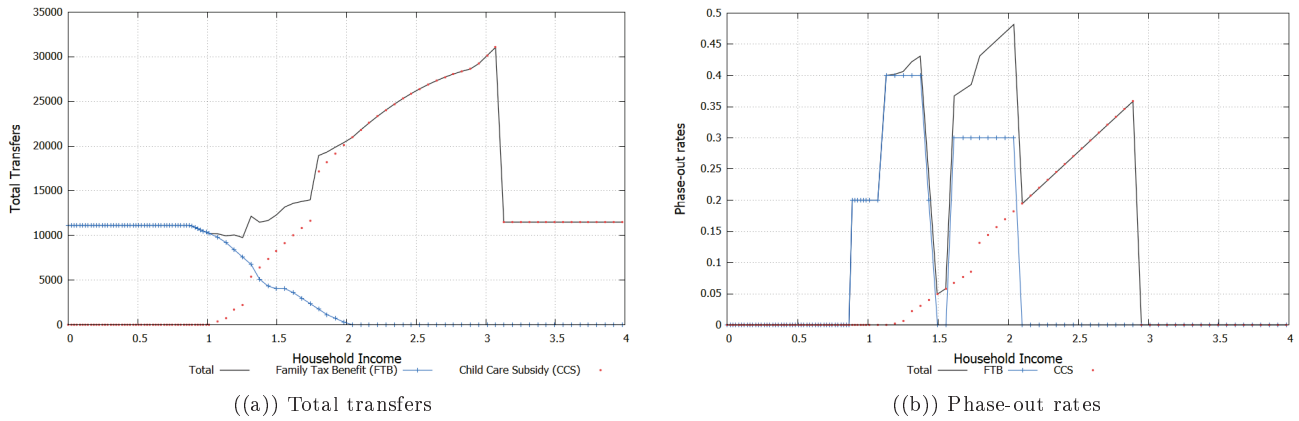 35000
30000
25000
20000
15000
10000
5000
0
Total Transfers
0 0.5 1 1.5 2 2.5 3 3.5 4
Household Income
Total Family Tax Benefit (FTB) Child Care Subsidy (CCS)
((a)) Total transfers
0.5
0.45
0.4
0.35
0.3
0.25
0.2
0.15
0.1
0.05
0
Phase-out rates
0 0.5 1 1.5 2 2.5 3 3.5 4
Household Income
Total FTB CCS
((b)) Phase-out rates